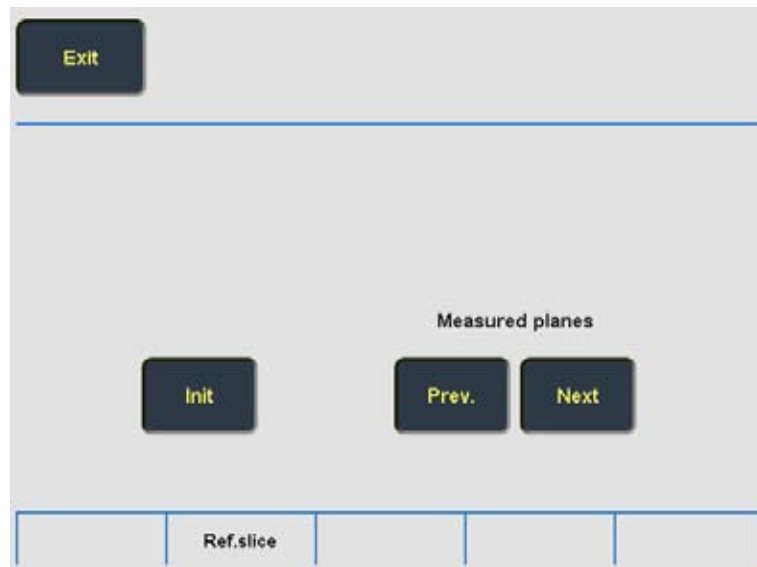 Exit
Measured planes
Init
Prev.
Next
Ref.slice